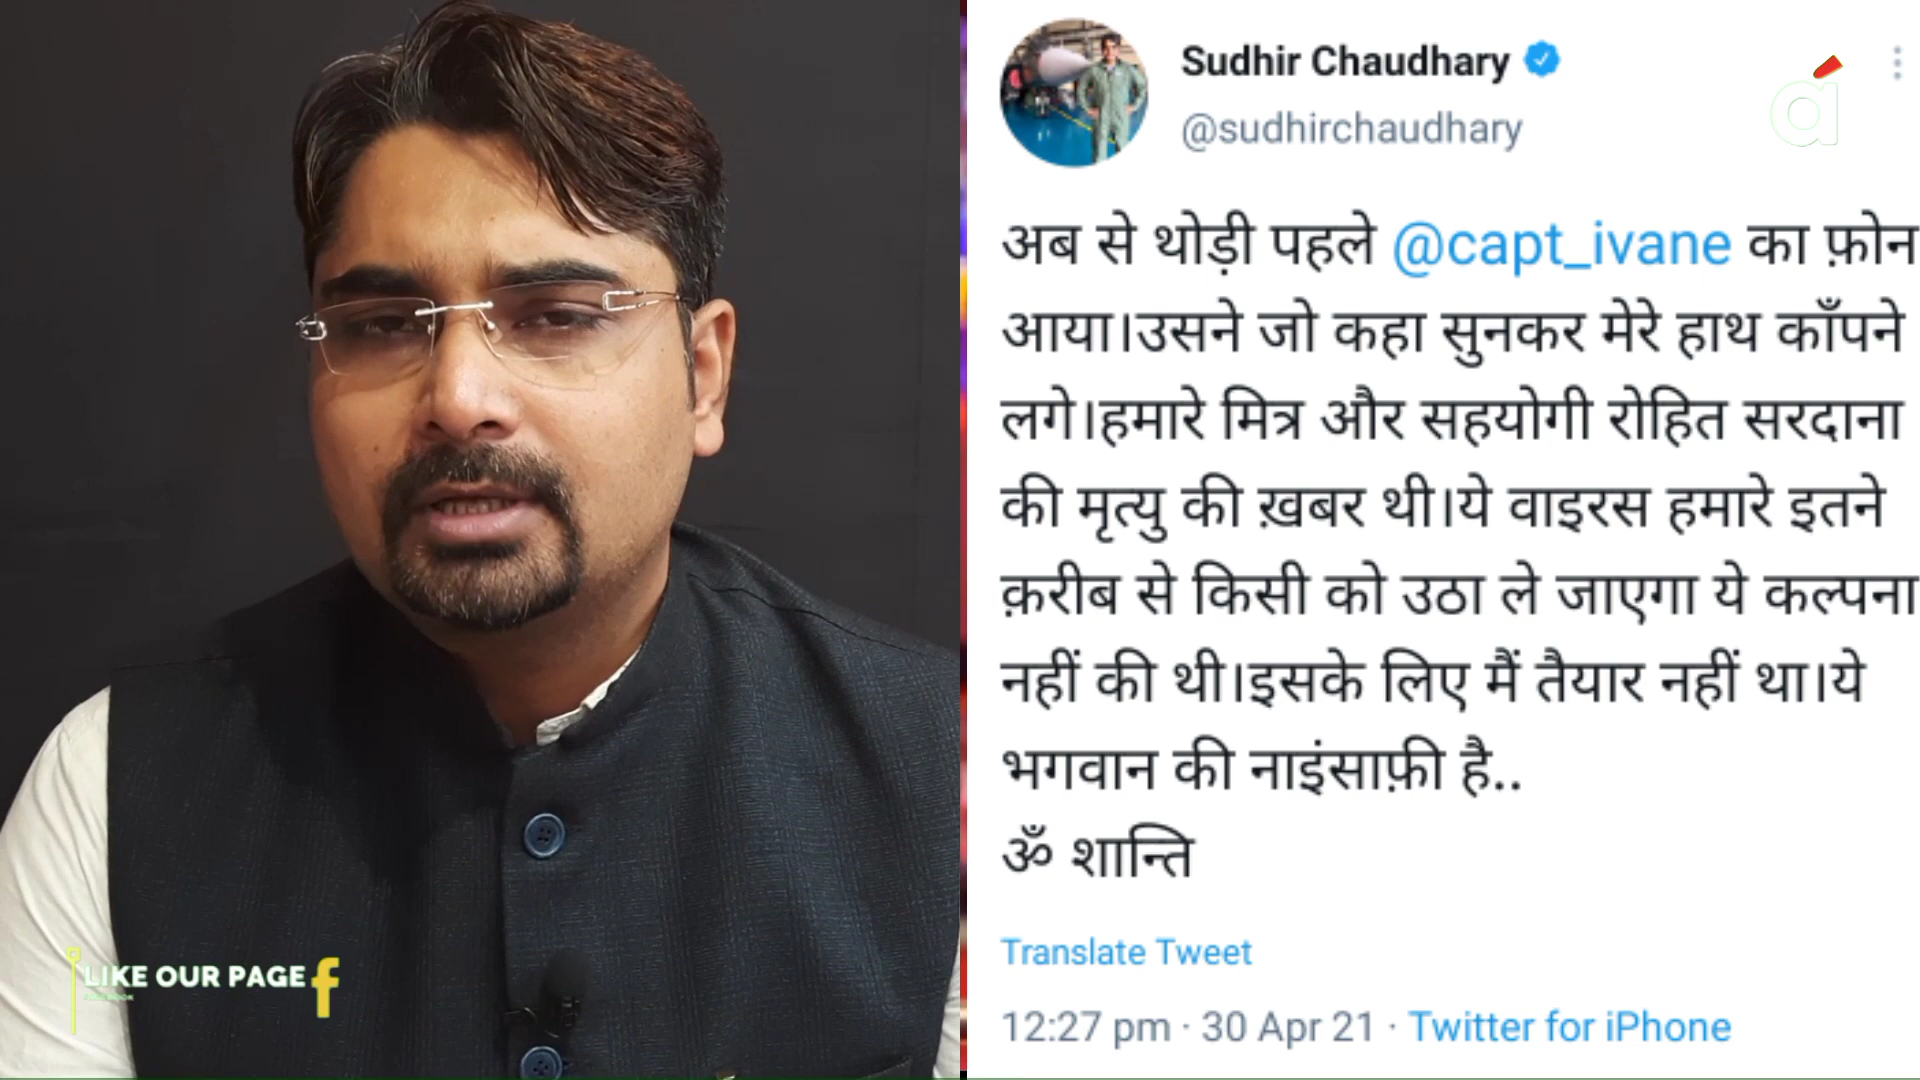 Sudhir Chaudhary
@sudhirchaudhary
अब से थोड़ी पहले @capt_ivane का फ़ोन
आया।उसने जो कहा सुनकर मेरे हाथ काँपने
लगे।हमारे मित्र और सहयोगी रोहित सरदाना
की मृत्यु की ख़बर थी।ये वाइरस हमारे इतने
क़रीब से किसी को उठा ले जाएगा ये कल्पना
नहीं की थी।इसके लिए मैं तैयार नहीं था।ये
भगवान की नाइंसाफ़ी है..
ॐ शान्ति
Translate Tweet
12:27 pm · 30 Apr 21 · Twitter for iPhone
LIKE OUR PAGE f